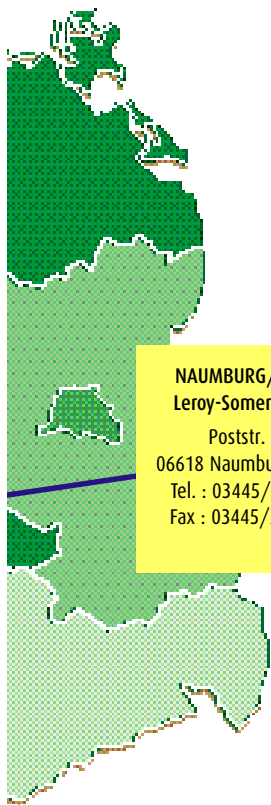 NAUMBURG/
Leroy-Somer
Poststr.
06618 Naumbu
Tel. : 03445/
Fax : 03445/